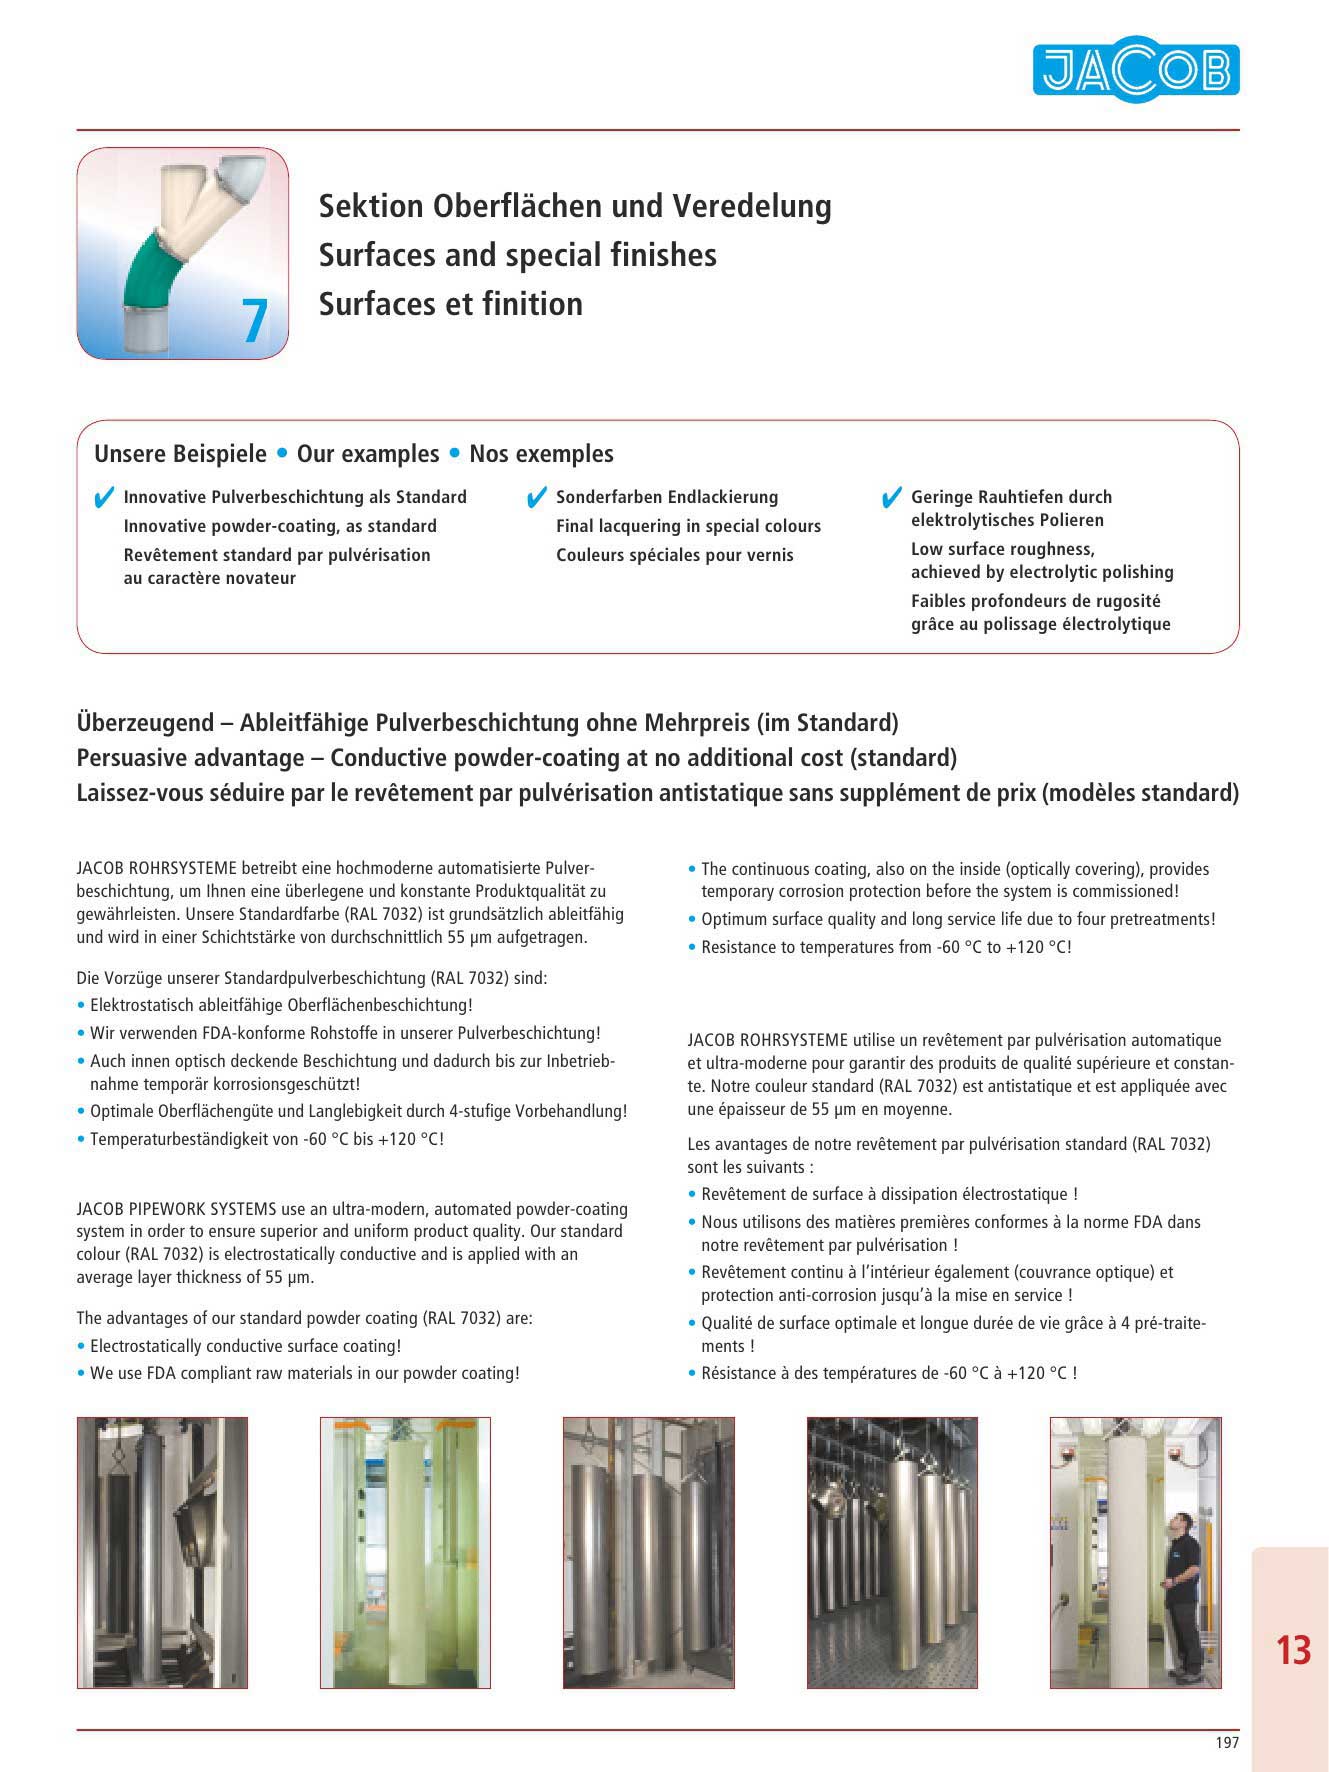 JACOB
7
Sektion Oberflächen und Veredelung
Surfaces and special finishes
Surfaces et finition
Unsere Beispiele • Our examples • Nos exemples
✔ Innovative Pulverbeschichtung als Standard
Innovative powder-coating, as standard
Revêtement standard par pulvérisation
au caractère novateur
✔ Sonderfarben Endlackierung
Final lacquering in special colours
Couleurs spéciales pour vernis
✔ Geringe Rauhtiefen durch
elektrolytisches Polieren
Low surface roughness,
achieved by electrolytic polishing
Faibles profondeurs de rugosité
grâce au polissage électrolytique
Überzeugend – Ableitfähige Pulverbeschichtung ohne Mehrpreis (im Standard)
Persuasive advantage – Conductive powder-coating at no additional cost (standard)
Laissez-vous séduire par le revêtement par pulvérisation antistatique sans supplément de prix (modèles standard)
JACOB ROHRSYSTEME betreibt eine hochmoderne automatisierte Pulver-
beschichtung, um Ihnen eine überlegene und konstante Produktqualität zu
gewährleisten. Unsere Standardfarbe (RAL 7032) ist grundsätzlich ableitfähig
und wird in einer Schichtstärke von durchschnittlich 55 µm aufgetragen.
Die Vorzüge unserer Standardpulverbeschichtung (RAL 7032) sind:
• Elektrostatisch ableitfähige Oberflächenbeschichtung!
• Wir verwenden FDA-konforme Rohstoffe in unserer Pulverbeschichtung!
• Auch innen optisch deckende Beschichtung und dadurch bis zur Inbetrieb-
nahme temporär korrosionsgeschützt!
• Optimale Oberflächengüte und Langlebigkeit durch 4-stufige Vorbehandlung!
• Temperaturbeständigkeit von -60 °C bis +120 °C!
JACOB PIPEWORK SYSTEMS use an ultra-modern, automated powder-coating
system in order to ensure superior and uniform product quality. Our standard
colour (RAL 7032) is electrostatically conductive and is applied with an
average layer thickness of 55 µm.
The advantages of our standard powder coating (RAL 7032) are:
• Electrostatically conductive surface coating!
• We use FDA compliant raw materials in our powder coating!
• The continuous coating, also on the inside (optically covering), provides
temporary corrosion protection before the system is commissioned!
• Optimum surface quality and long service life due to four pretreatments!
• Resistance to temperatures from -60 °C to +120 °C!
JACOB ROHRSYSTEME utilise un revêtement par pulvérisation automatique
et ultra-moderne pour garantir des produits de qualité supérieure et constan-
te. Notre couleur standard (RAL 7032) est antistatique et est appliquée avec
une épaisseur de 55 µm en moyenne.
Les avantages de notre revêtement par pulvérisation standard (RAL 7032)
sont les suivants :
• Revêtement de surface à dissipation électrostatique !
• Nous utilisons des matières premières conformes à la norme FDA dans
notre revêtement par pulvérisation !
• Revêtement continu à l’intérieur également (couvrance optique) et
protection anti-corrosion jusqu’à la mise en service !
• Qualité de surface optimale et longue durée de vie grâce à 4 pré-traite-
ments !
• Résistance à des températures de -60 °C à +120 °C !
13
197